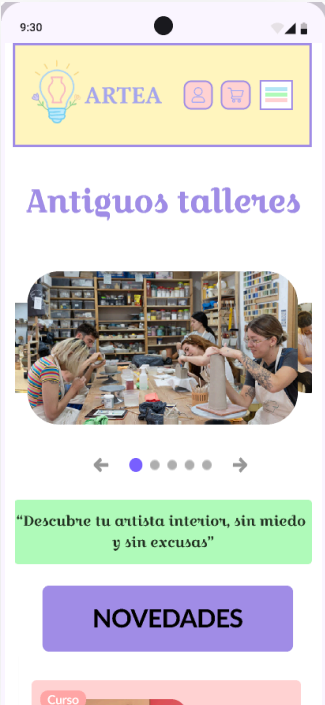 9:30
ARTEA
Antiguos talleres
“Descubre tu artista interior, sin miedo
y sin excusas”
NOVEDADES
Curso